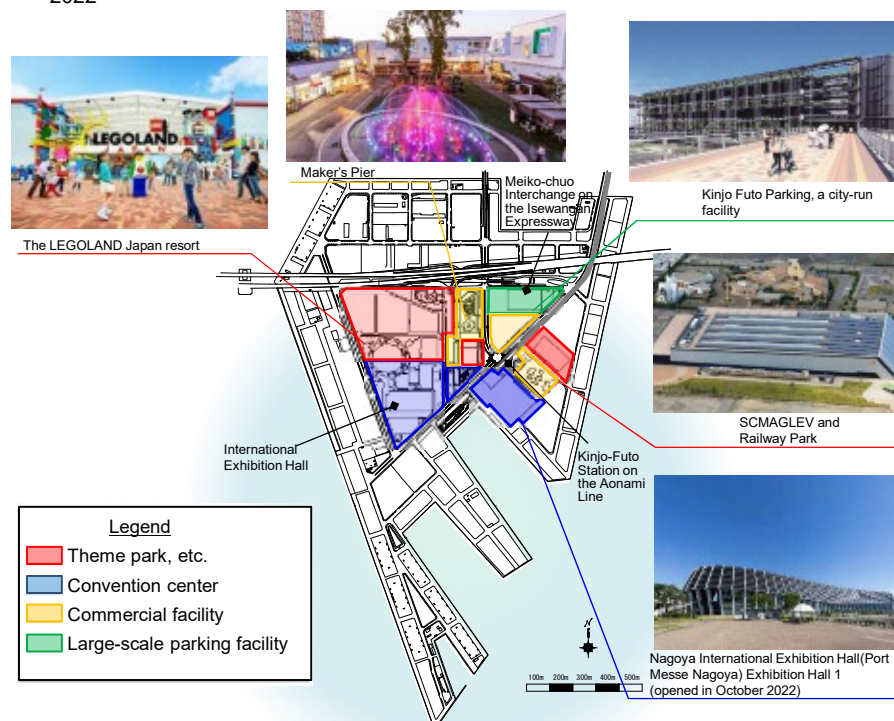 2022
LEGOLAND
JAPAN
Maker's Pier
Meiko-chuo
Interchange on
the Isewangan
Expressway
Kinjo Futo Parking, a city-run
facility
The LEGOLAND Japan resort
SCMAGLEV and
Railway Park
International
Exhibition Hall
Kinjo-Futo
Station on
the Aonami
Line
Legend
Theme park, etc.
Convention center
Commercial facility
Large-scale parking facility
N
100m 200m 300m 400m 500m
Nagoya International Exhibition Hall(Port
Messe Nagoya) Exhibition Hall 1
(opened in October 2022)